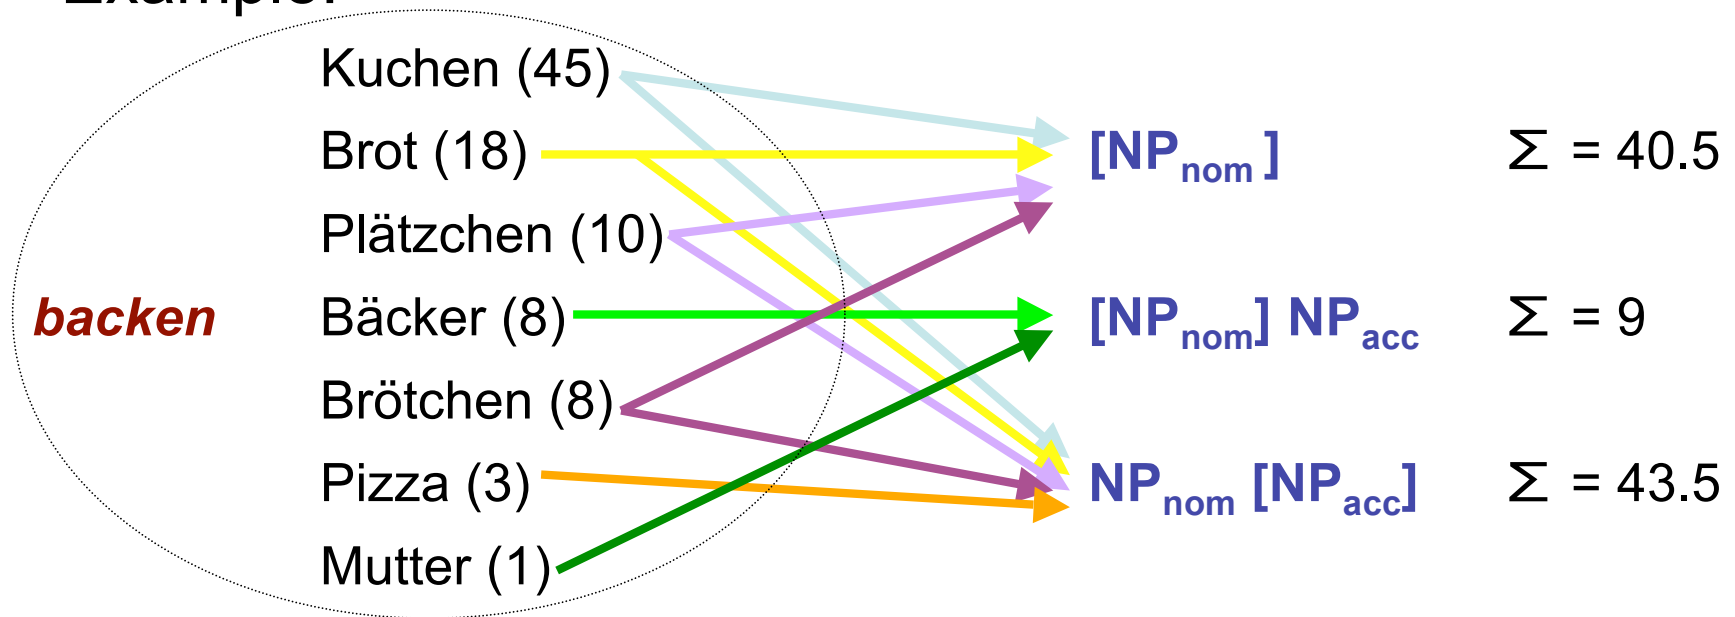 Example:
Kuchen (45)
Brot (18)
[NPnom ]
Σ = 40.5
Plätzchen (10)
backen
Bäcker (8)
[NPnom] NPacc
Σ = 9
Brötchen (8)
Pizza (3)
NPnom [NPacc]
Σ = 43.5
Mutter (1)